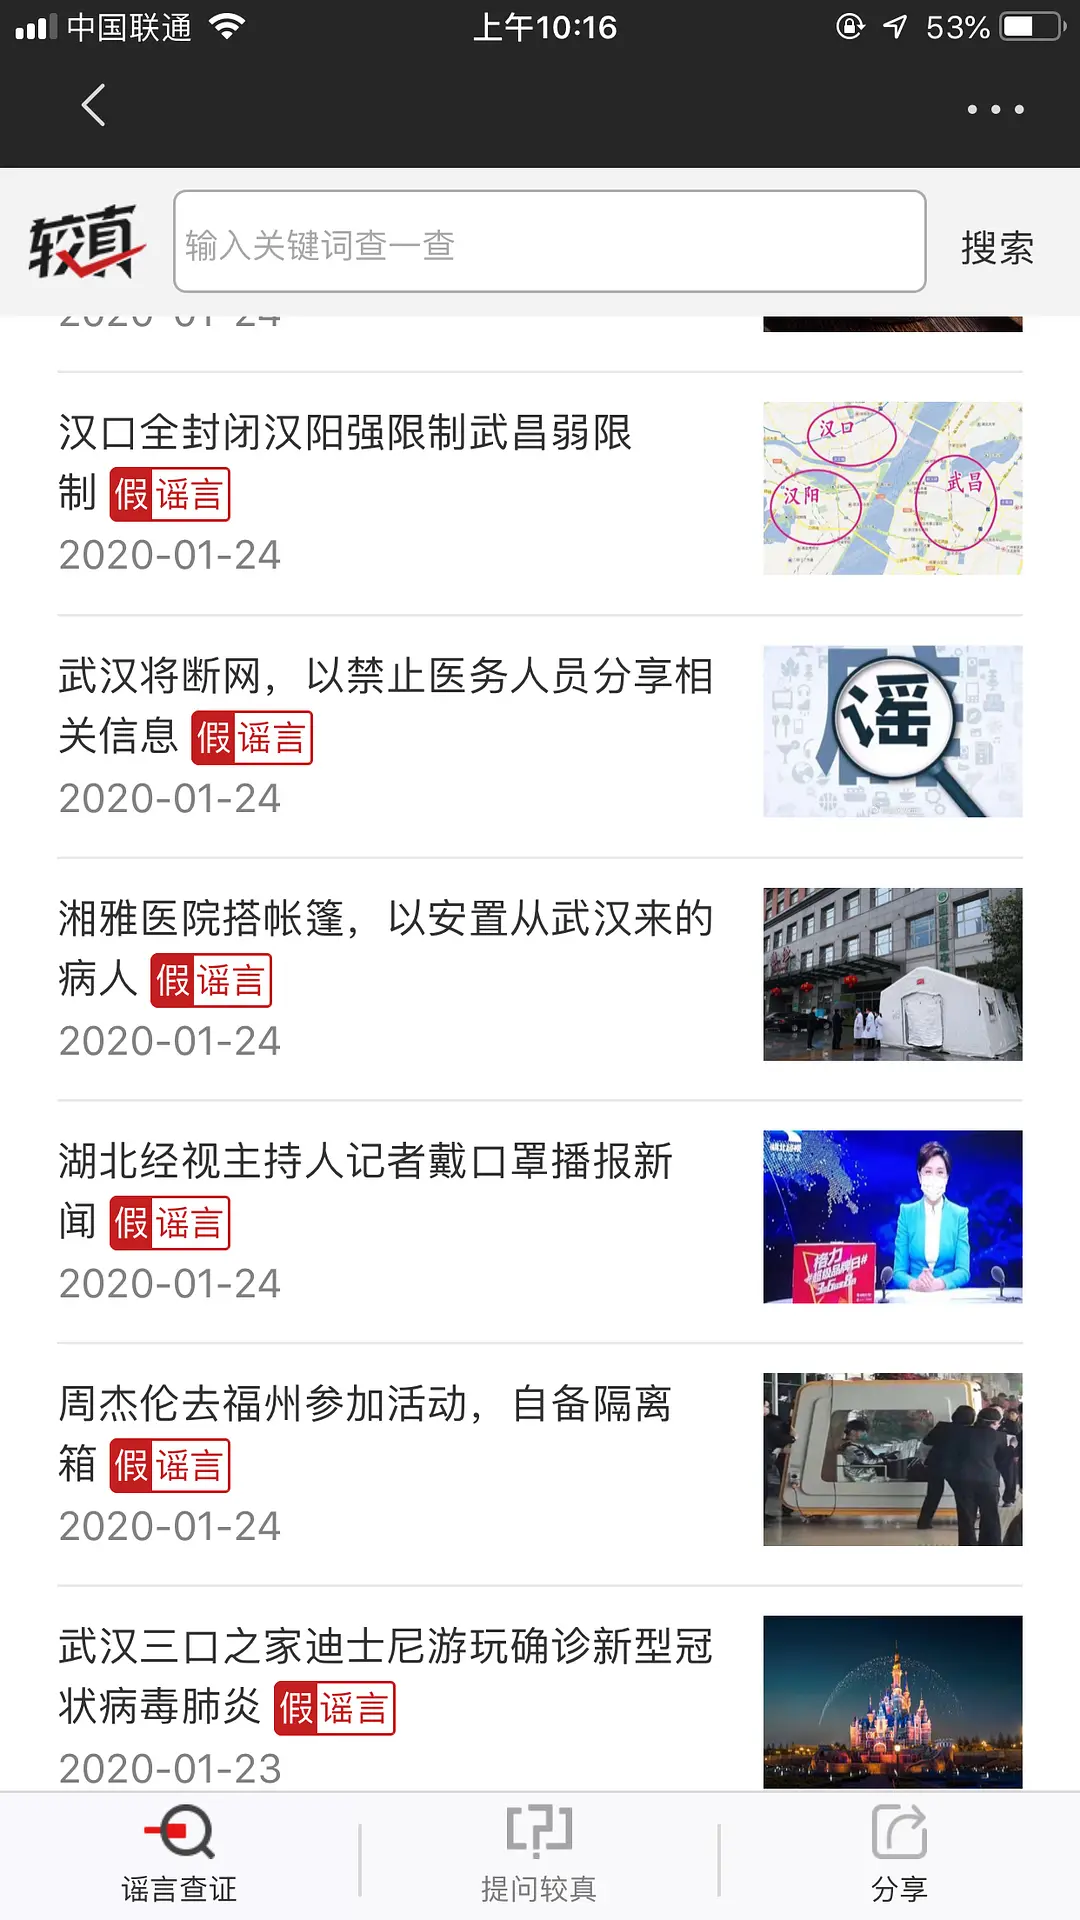 中国联通
上午10:16
53%
较真
输入关键词查一查
搜索
2020-01-24
汉口全封闭汉阳强限制武昌弱限
制 假 谣言
2020-01-24
汉口
汉阳
武昌
武汉将断网，以禁止医务人员分享相
关信息 假 谣言
2020-01-24
谣
湘雅医院搭帐篷，以安置从武汉来的
病人 假 谣言
2020-01-24
湖北经视主持人记者戴口罩播报新
闻 假 谣言
2020-01-24
格力
周杰伦去福州参加活动，自备隔离
箱 假 谣言
2020-01-24
武汉三口之家迪士尼游玩确诊新型冠
状病毒肺炎 假 谣言
2020-01-23
谣言查证
提问较真
分享